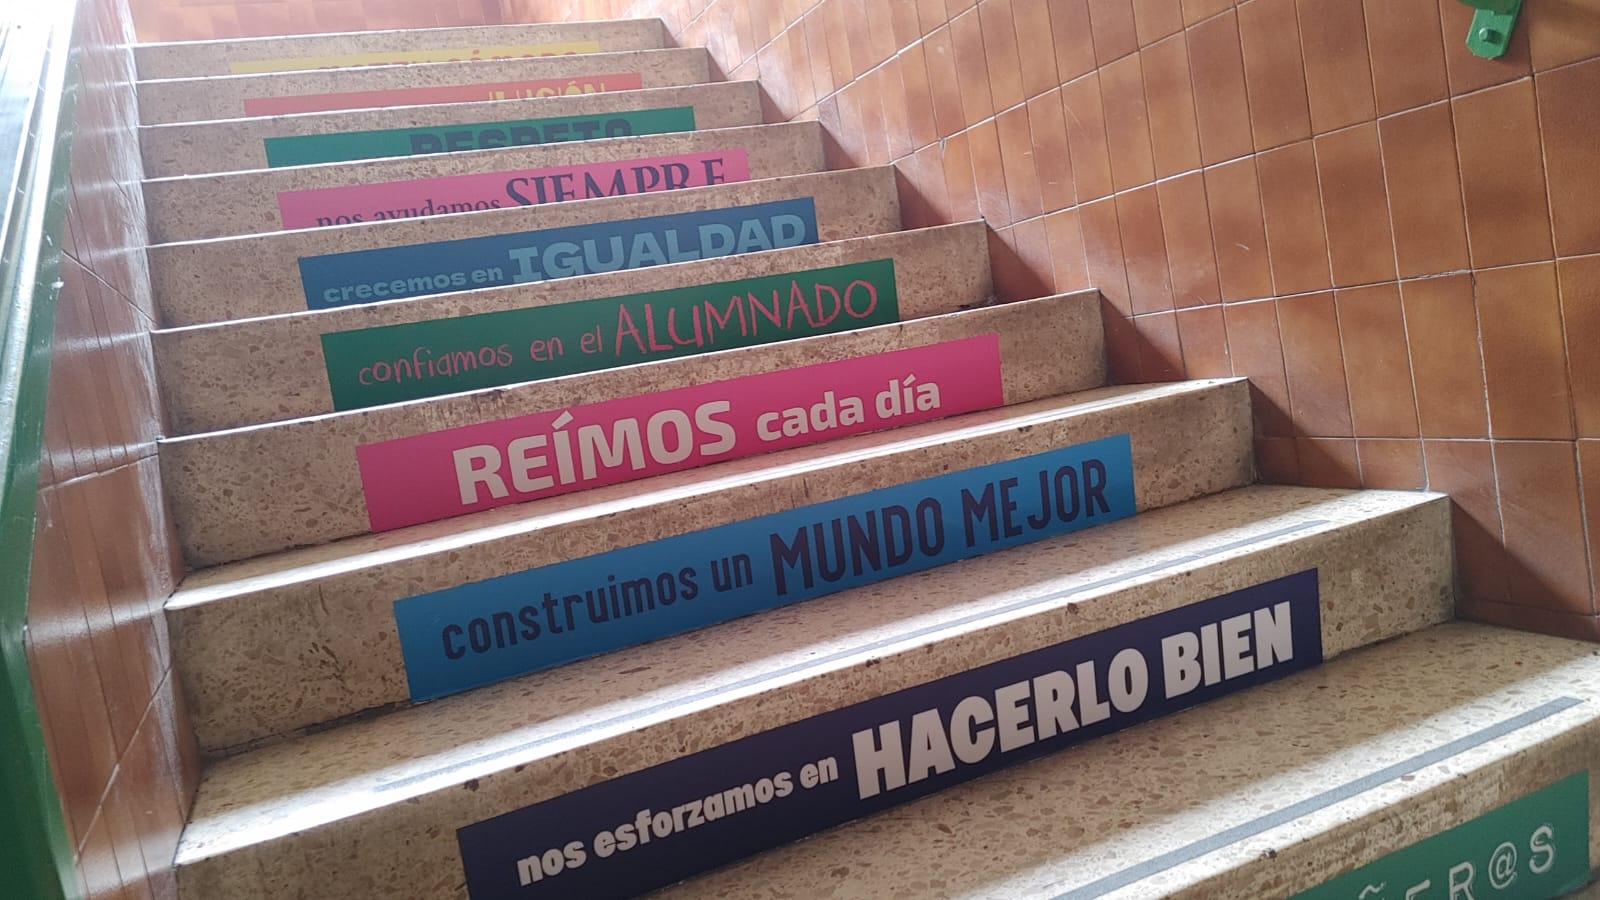 RESPETO
nos ayudamos SIEMPRE
crecemos en IGUALDAD
confiamos en el ALUMNADO
REÍMOS cada día
construimos un MUNDO MEJOR
nos esforzamos en HACERLO BIEN